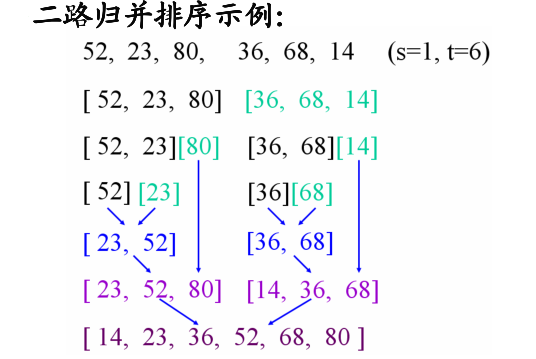 二路归并排序示例:
52, 23, 80, 36, 68, 14 (s=1, t=6)
[ 52, 23, 80] [36, 68, 14]
[ 52, 23][80] [36, 68][14]
[ 52] [23] [36][68]
[ 23, 52] [36, 68]
[ 23, 52, 80] [14, 36, 68]
[ 14, 23, 36, 52, 68, 80 ]